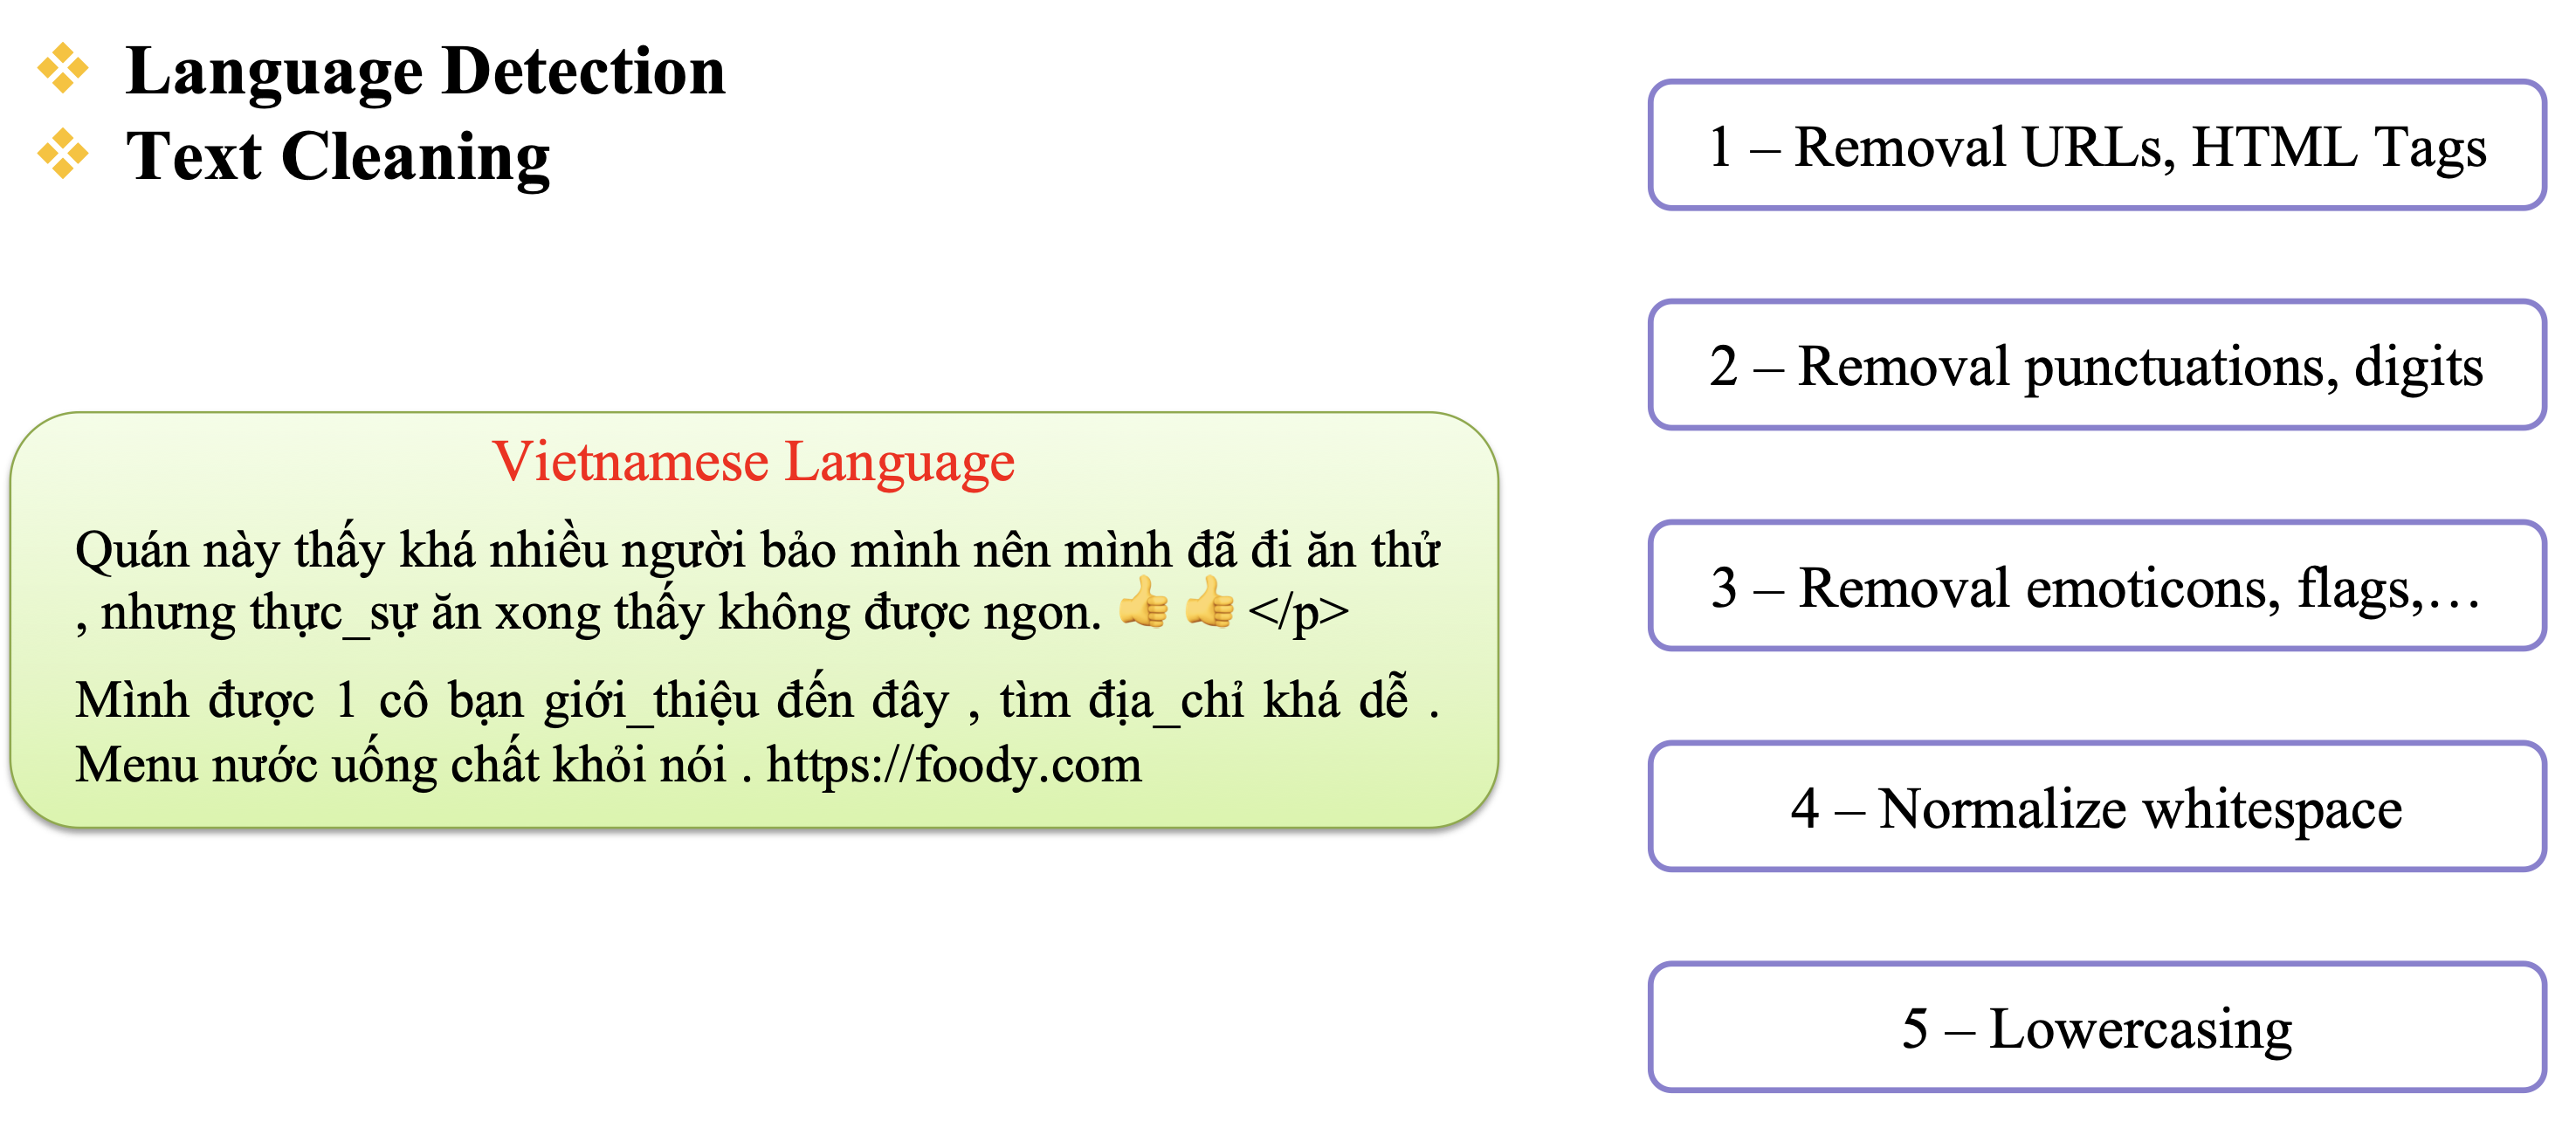 Language Detection
Text Cleaning
Vietnamese Language
Quán này thấy khá nhiều người bảo mình nên mình đã đi ăn thử
, nhưng thực_sự ăn xong thấy không được ngon. 👍 👍 </p>
Mình được 1 cô bạn giới_thiệu đến đây , tìm địa_chỉ khá dễ .
Menu nước uống chất khỏi nói . https://foody.com
1 – Removal URLs, HTML Tags
2 – Removal punctuations, digits
3 – Removal emoticons, flags,…
4 – Normalize whitespace
5 – Lowercasing